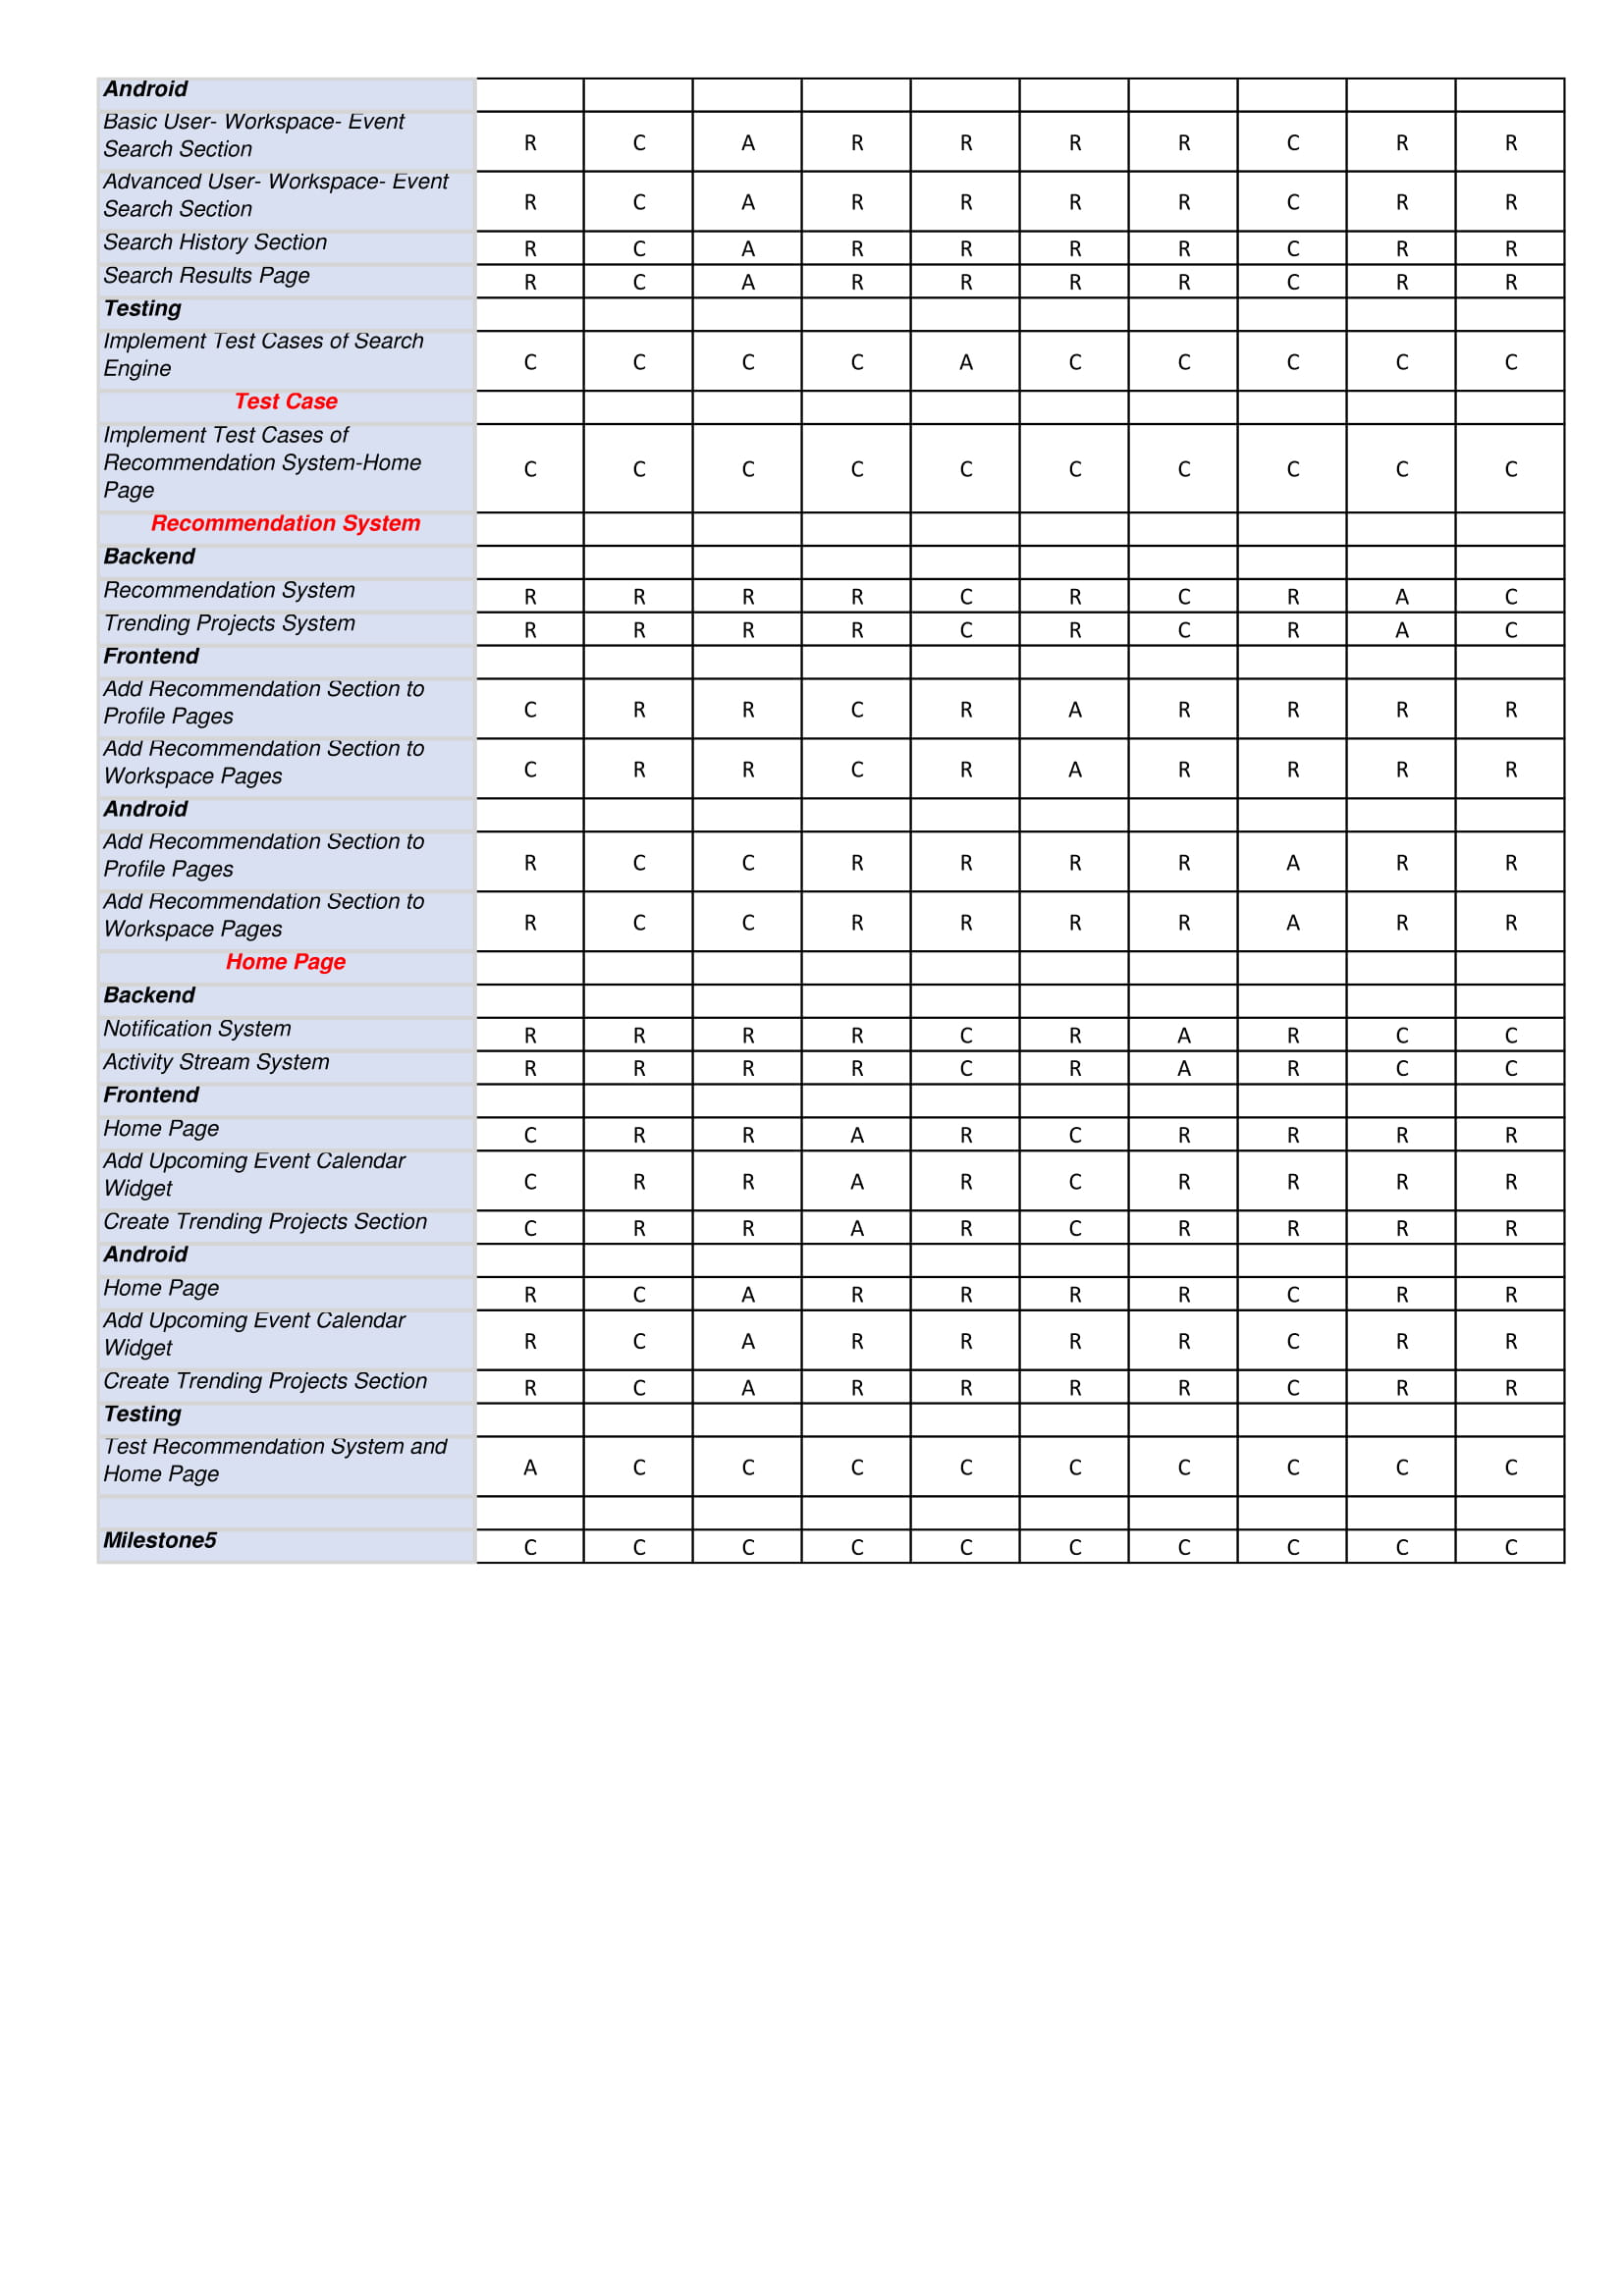 Android
Basic User- Workspace- Event
Search Section
R C A R R R R C R R
Advanced User- Workspace- Event
Search Section
R C A R R R R C R R
Search History Section R C A R R R R C R R
Search Results Page R C A R R R R C R R
Testing
Implement Test Cases of Search
Engine
C C C C A C C C C C
Test Case
Implement Test Cases of
Recommendation System-Home
Page
C C C C C C C C C C
Recommendation System
Backend
Recommendation System R R R R C R C R A C
Trending Projects System R R R R C R C R A C
Frontend
Add Recommendation Section to
Profile Pages
C R R C R A R R R R
Add Recommendation Section to
Workspace Pages
C R R C R A R R R R
Android
Add Recommendation Section to
Profile Pages
R C C R R R R A R R
Add Recommendation Section to
Workspace Pages
R C C R R R R A R R
Home Page
Backend
Notification System R R R R C R A R C C
Activity Stream System R R R R C R A R C C
Frontend
Home Page C R R A R C R R R R
Add Upcoming Event Calendar
Widget
C R R A R C R R R R
Create Trending Projects Section C R R A R C R R R R
Android
Home Page R C A R R R R C R R
Add Upcoming Event Calendar
Widget
R C A R R R R C R R
Create Trending Projects Section R C A R R R R C R R
Testing
Test Recommendation System and
Home Page
A C C C C C C C C C
Milestone5 C C C C C C C C C C